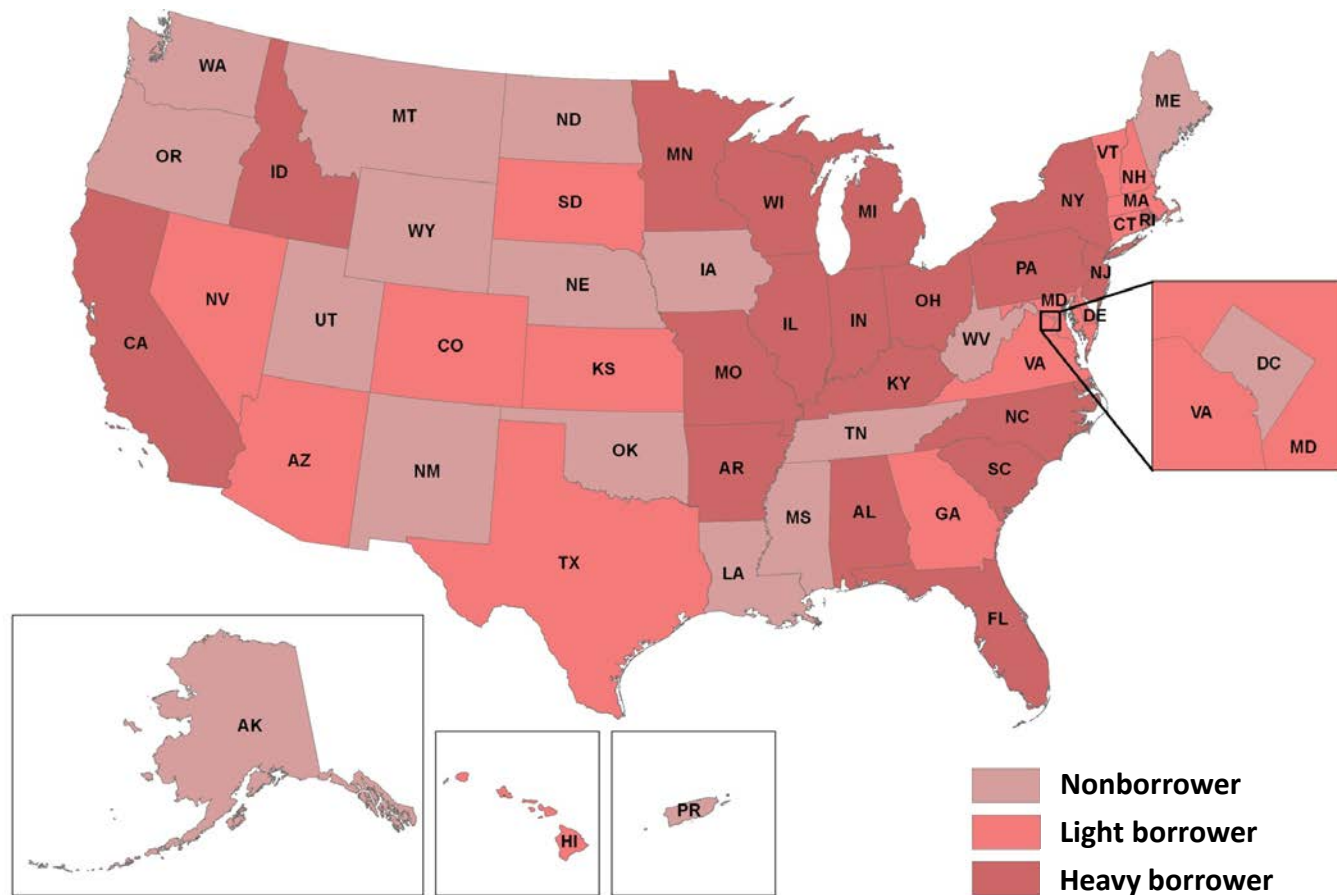 WA
MT
ND
MN
ME
OR
ID
SD
WI
MI
VT
NH
NY
MA
CT
RI
WY
IA
NE
PA
NJ
NV
UT
CO
KS
IL
IN
OH
MD
DE
WV
VA
CA
MO
KY
DC
VA
MD
AZ
NM
OK
AR
TN
NC
SC
MS
AL
GA
TX
LA
FL
AK
HI
PR
Nonborrower
Light borrower
Heavy borrower